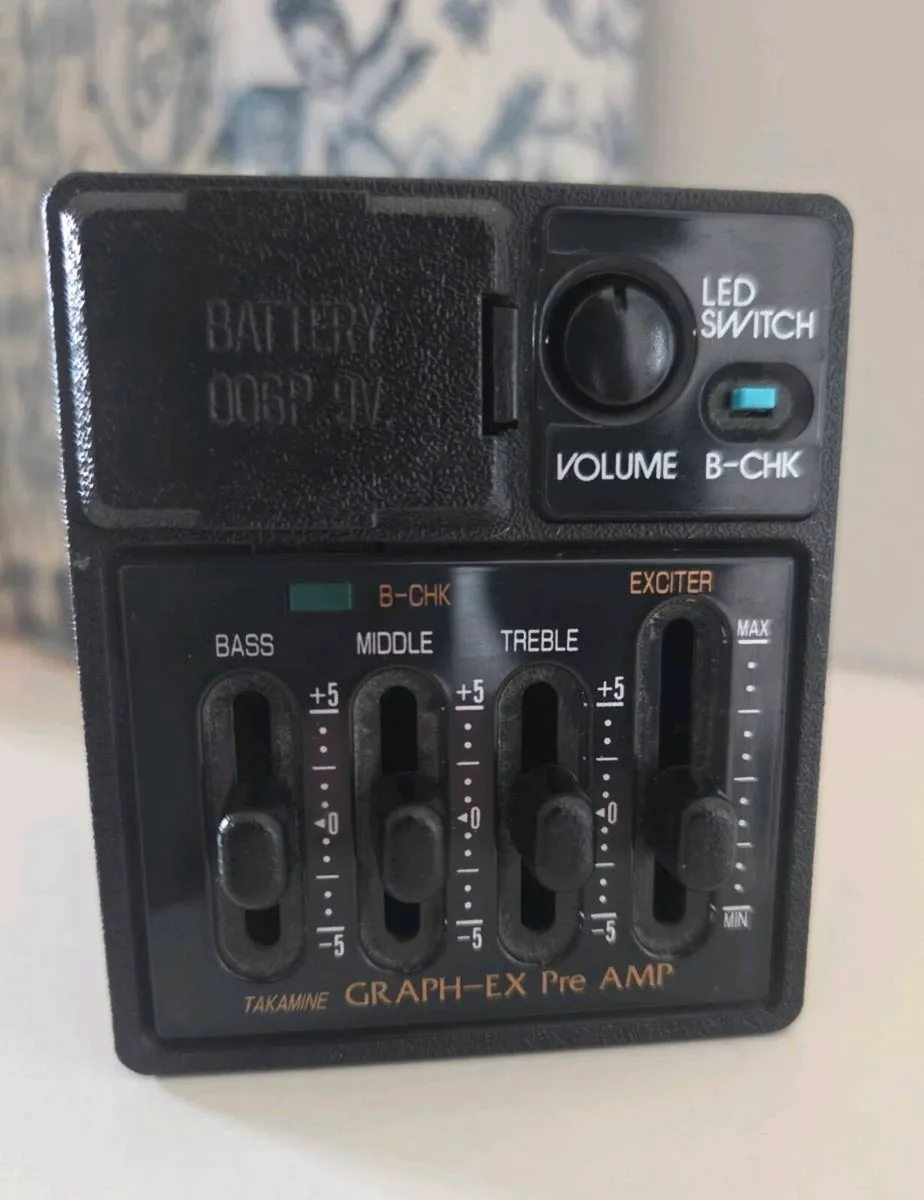 BATTERY
006P 9V
LED
SWITCH
VOLUME B-CHK
B-CHK
EXCITER
BASS MIDDLE TREBLE
MAX
+5 +5 +5
0 0 0
-5 -5 -5
MIN
TAKAMINE GRAPH-EX Pre AMP